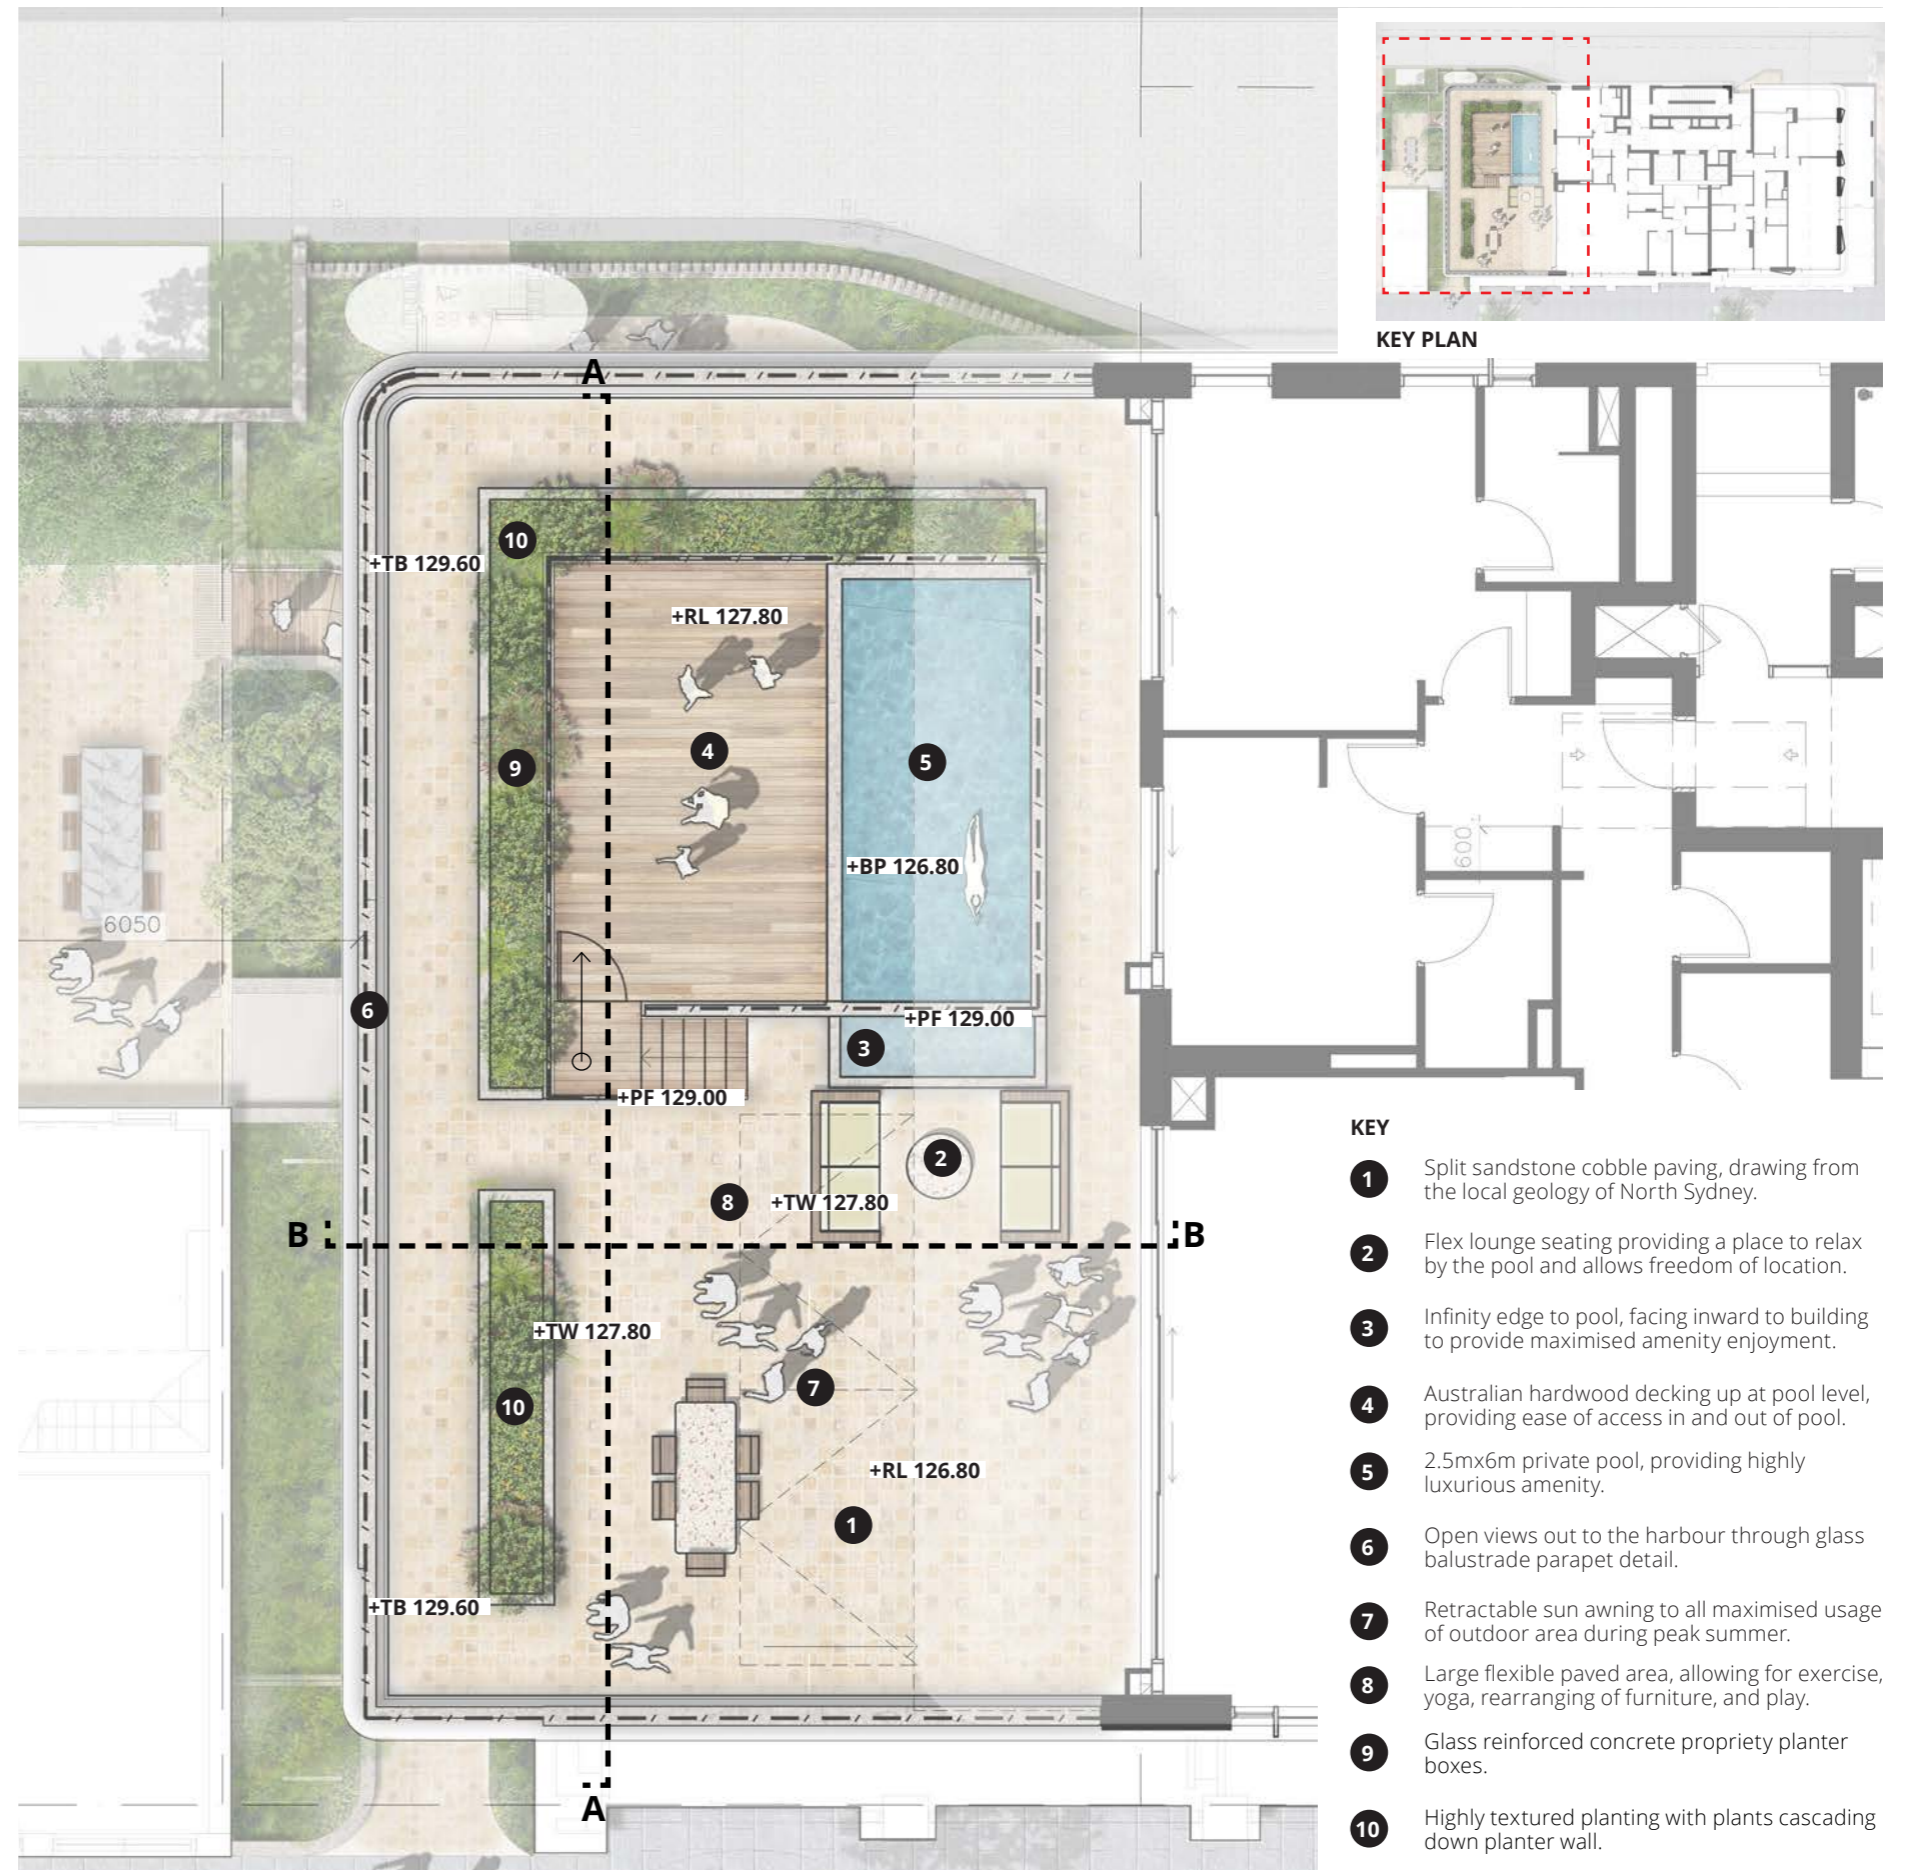 KEY PLAN
A
10
+TB 129.60
+RL 127.80
4
5
9
+BP 126.80
6050
600
6
+PF 129.00
3
+PF 129.00
2
8
+TW 127.80
B
B
+TW 127.80
7
10
+RL 126.80
1
+TB 129.60
A
KEY
1
Split sandstone cobble paving, drawing from
the local geology of North Sydney.
2
Flex lounge seating providing a place to relax
by the pool and allows freedom of location.
3
Infinity edge to pool, facing inward to building
to provide maximised amenity enjoyment.
4
Australian hardwood decking up at pool level,
providing ease of access in and out of pool.
5
2.5mx6m private pool, providing highly
luxurious amenity.
6
Open views out to the harbour through glass
balustrade parapet detail.
7
Retractable sun awning to all maximised usage
of outdoor area during peak summer.
8
Large flexible paved area, allowing for exercise,
yoga, rearranging of furniture, and play.
9
Glass reinforced concrete propriety planter
boxes.
10
Highly textured planting with plants cascading
down planter wall.